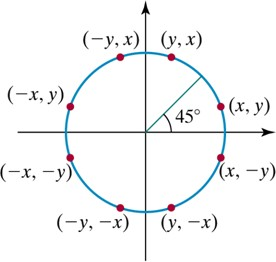 (−y, x) (y, x)
(−x, y)
45°
(x, y)
(−x, −y)
(x, −y)
(−y, −x) (y, −x)